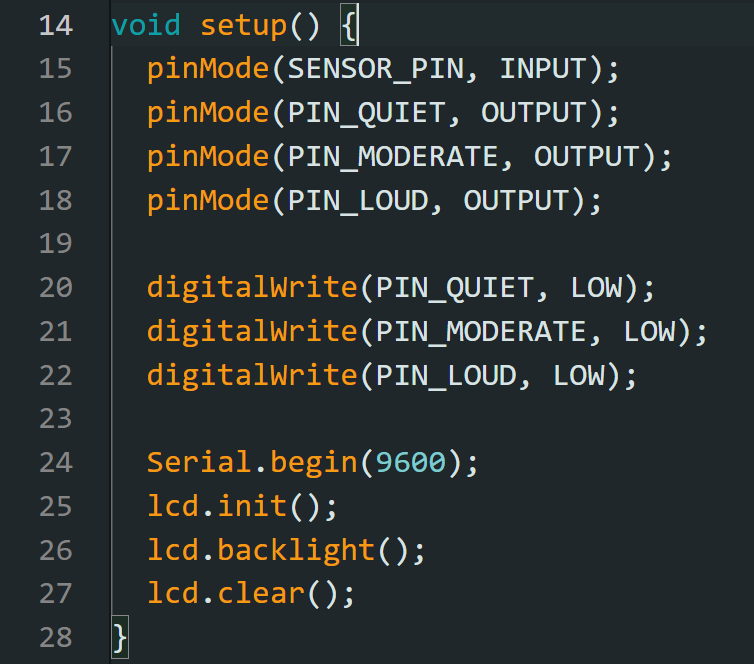 14 void setup() {
15   pinMode(SENSOR_PIN, INPUT);
16   pinMode(PIN_QUIET, OUTPUT);
17   pinMode(PIN_MODERATE, OUTPUT);
18   pinMode(PIN_LOUD, OUTPUT);
19
20   digitalWrite(PIN_QUIET, LOW);
21   digitalWrite(PIN_MODERATE, LOW);
22   digitalWrite(PIN_LOUD, LOW);
23
24   Serial.begin(9600);
25   lcd.init();
26   lcd.backlight();
27   lcd.clear();
28 }